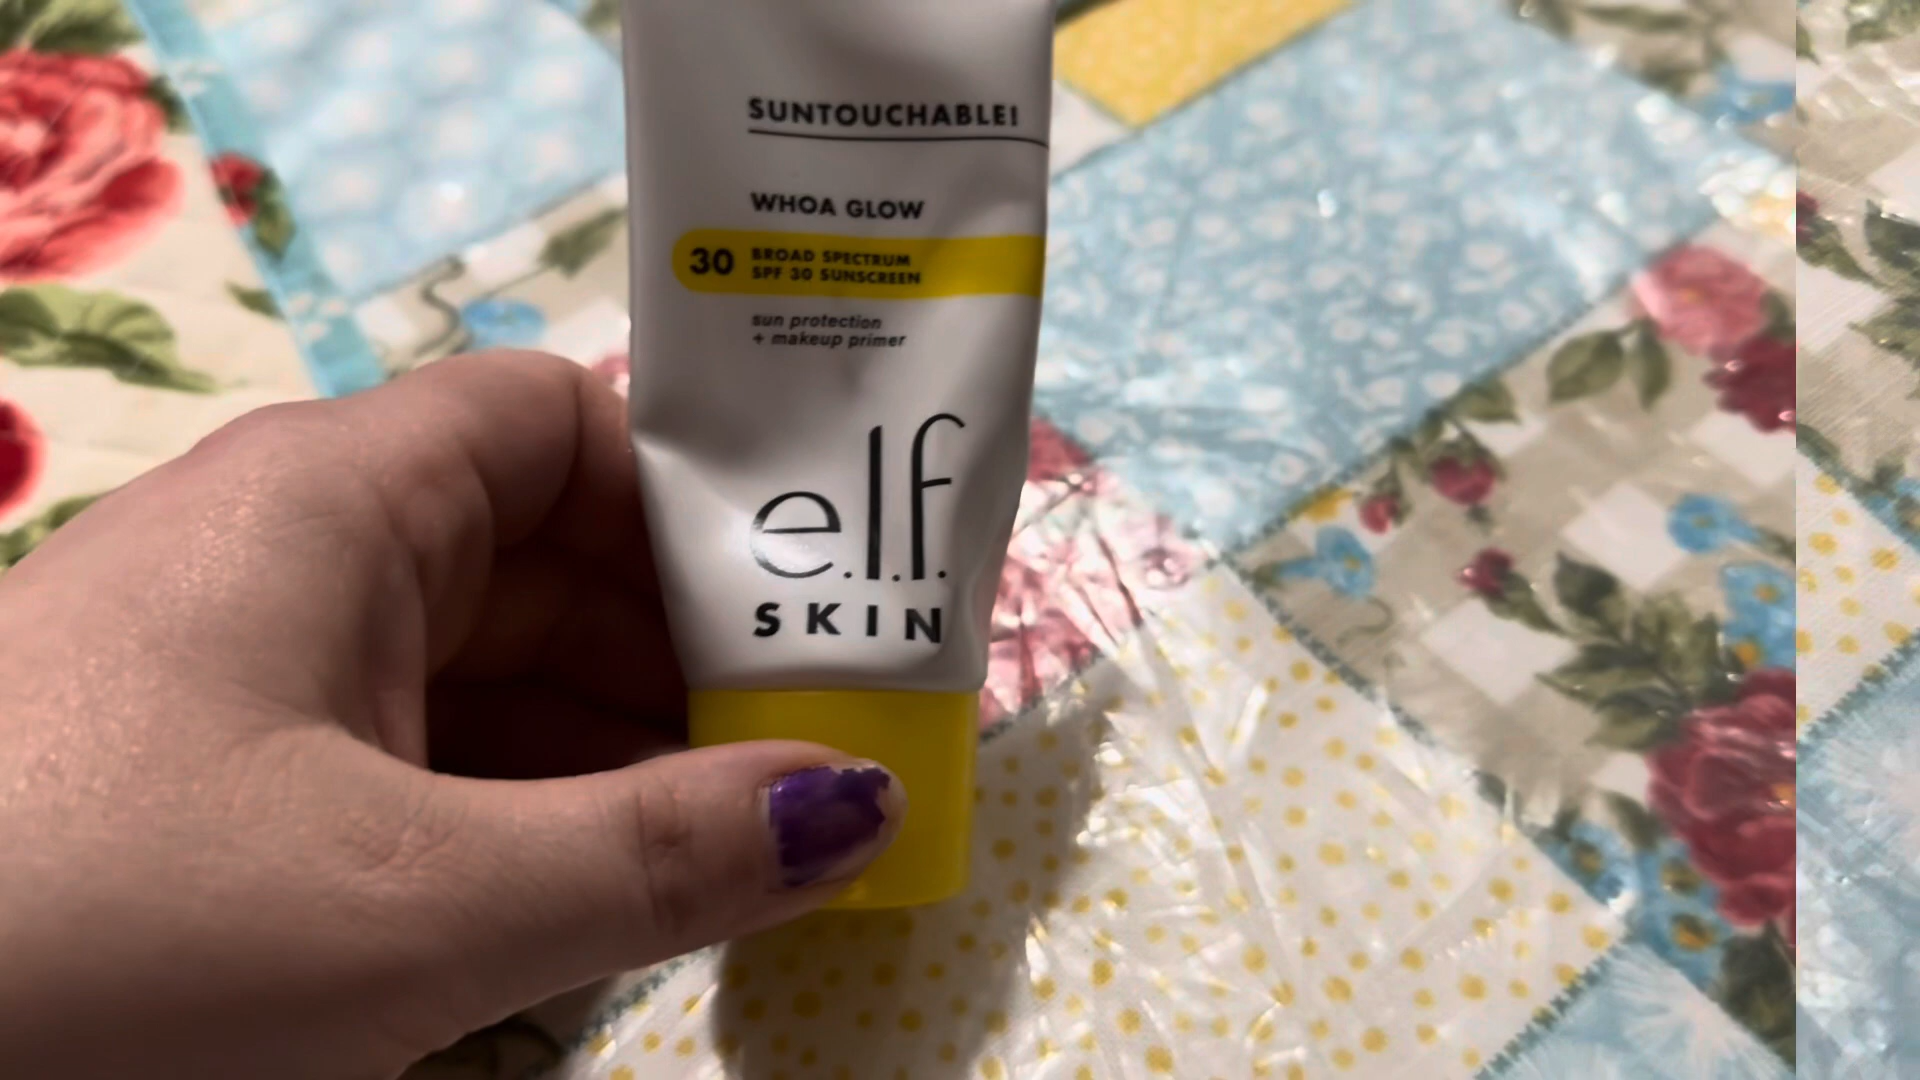 SUNTOUCHABLE!
WHOA GLOW
30 BROAD SPECTRUM
SPF 30 SUNSCREEN
sun protection
+ makeup primer
e.l.f.
SKIN